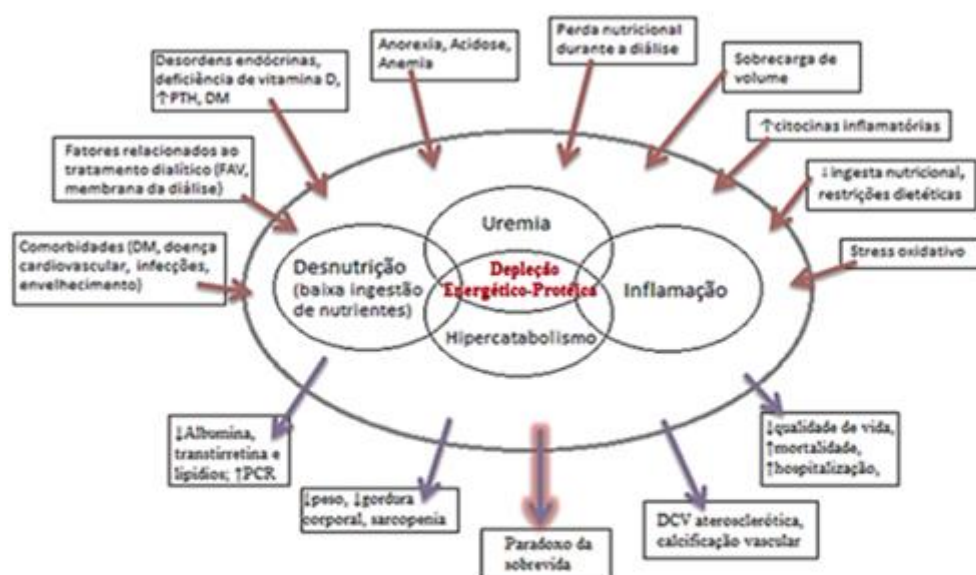 Desordens endócrinas,
deficiência de vitamina D,
↑PTH, DM
Anorexia, Acidose,
Anemia
Perda nutricional
durante a diálise
Sobrecarga de
volume
↑citocinas inflamatórias
Fatores relacionados ao
tratamento dialítico (FAV,
membrana da diálise)
↓ingesta nutricional,
restrições dietéticas
Comorbidades (DM, doença
cardiovascular, infecções,
envelhecimento)
Stress oxidativo
Uremia
Desnutrição
(baixa ingestão
de nutrientes)
Depleção
Energético-Protéica
Inflamação
Hipercatabolismo
↓Albumina,
transtirretina e
lipídios; ↑PCR
↓peso, ↓gordura
corporal, sarcopenia
Paradoxo da
sobrevida
DCV aterosclerótica,
calcificação vascular
↓qualidade de vida,
↑mortalidade,
↑hospitalização,